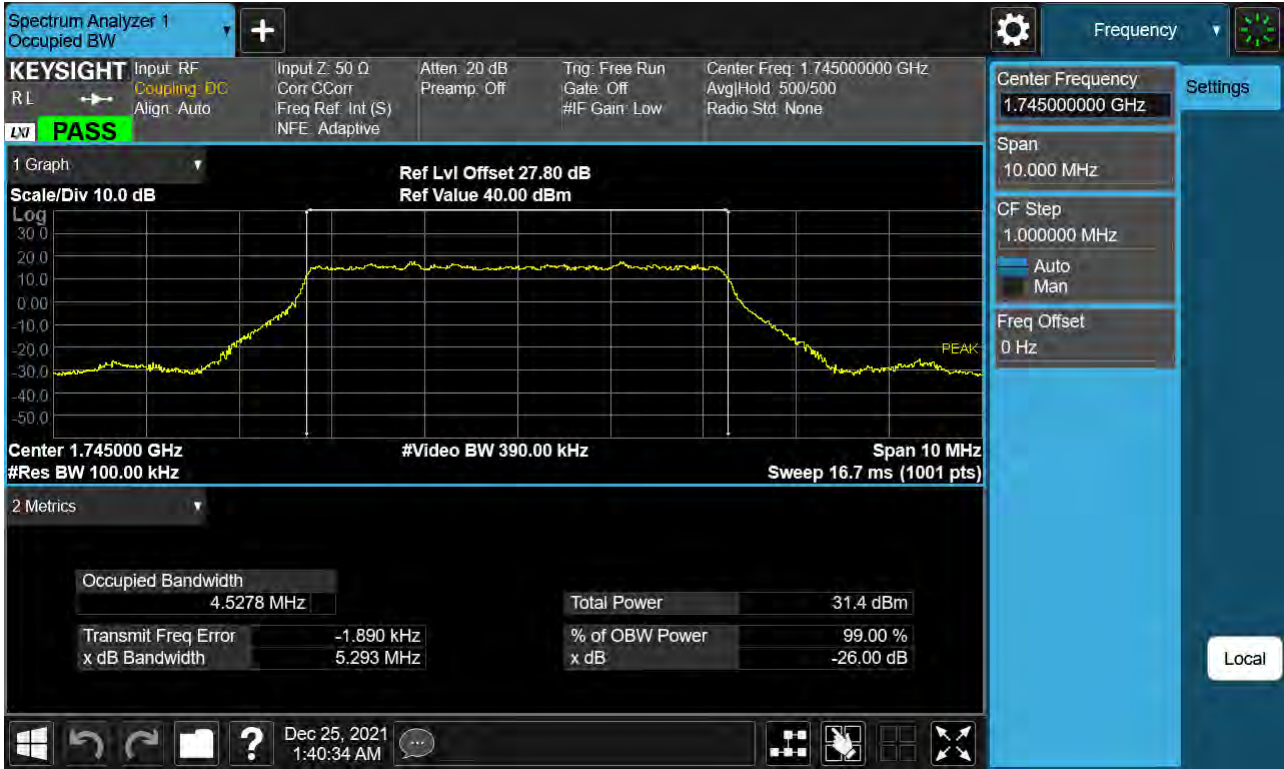 Spectrum Analyzer 1
Occupied BW
Frequency
KEYSIGHT
RL
LXI
PASS
Input: RF
Coupling: DC
Align: Auto
Input Z: 50 Ω
Corr CCorr
Freq Ref: Int (S)
NFE: Adaptive
Atten: 20 dB
Preamp: Off
Trig: Free Run
Gate: Off
#IF Gain: Low
Center Freq: 1.745000000 GHz
Avg|Hold: 500/500
Radio Std: None
Center Frequency
1.745000000 GHz
Settings
Span
10.000 MHz
CF Step
1.000000 MHz
Auto
Man
Freq Offset
0 Hz
Local
1 Graph
Scale/Div 10.0 dB
Ref Lvl Offset 27.80 dB
Ref Value 40.00 dBm
Log
30.0
20.0
10.0
0.00
-10.0
-20.0
-30.0
-40.0
-50.0
PEAK
Center 1.745000 GHz
#Video BW 390.00 kHz
Span 10 MHz
#Res BW 100.00 kHz
Sweep 16.7 ms (1001 pts)
2 Metrics
Occupied Bandwidth
4.5278 MHz
Total Power 31.4 dBm
Transmit Freq Error -1.890 kHz
% of OBW Power 99.00 %
x dB Bandwidth 5.293 MHz
x dB -26.00 dB
Dec 25, 2021
1:40:34 AM